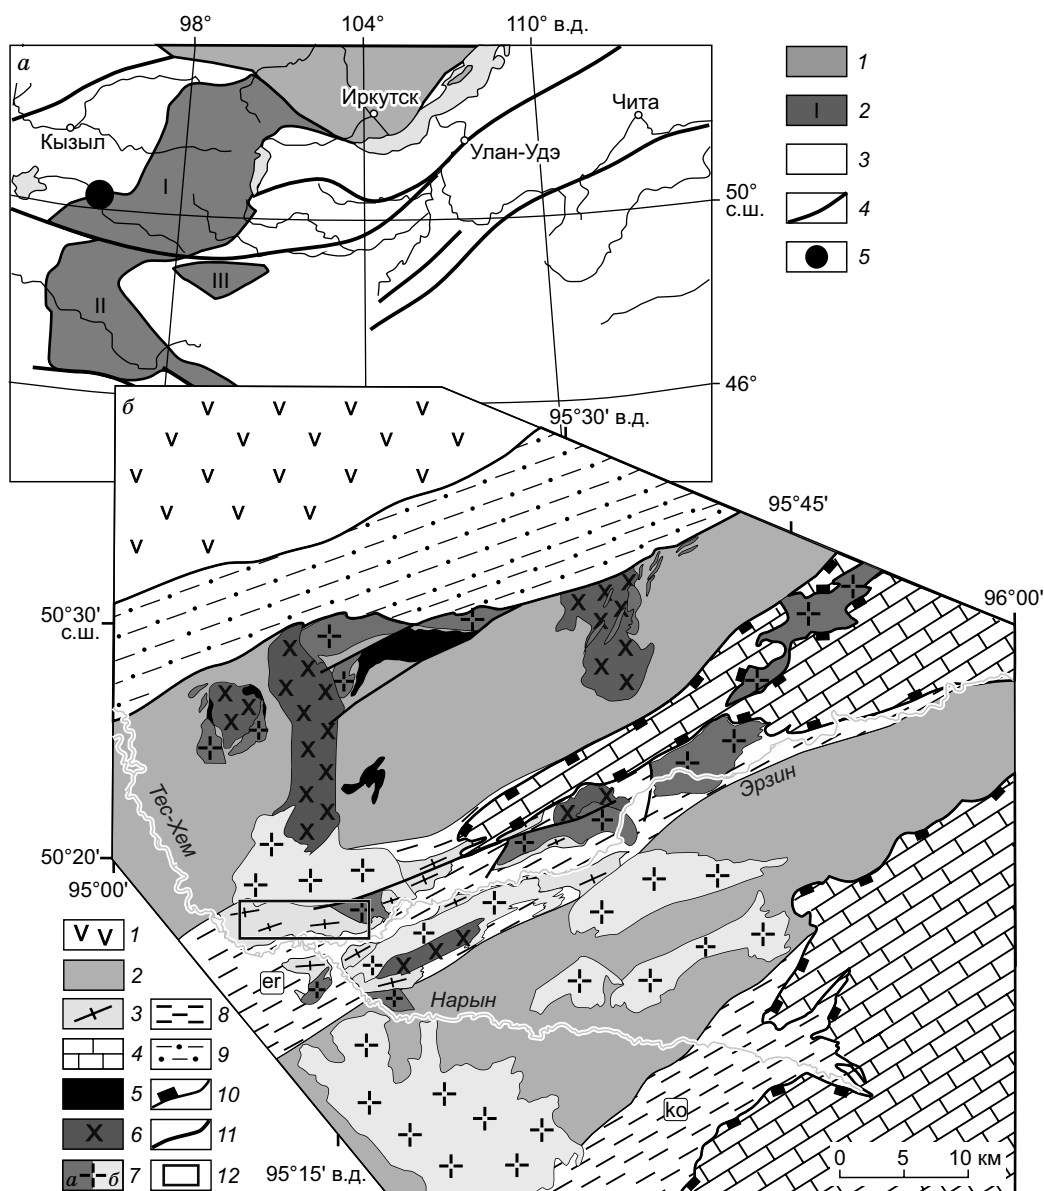 98° 104° 110° в.д.
а
1
Иркутск
Чита
I 2
Кызыл
Улан-Удэ
3
I
50°
с.ш.
4
5
III
II
46°
б
V V V V
95°30' в.д.
V V V V V
V V V V
95°45'
V V V
V V
96°00'
50°30'
с.ш.
Эрзин
Тес-Хем
50°20'
95°00'
V V 1
er
2
Нарын
3 8
4 9
5 10
ko
X 6 11
а б 7 12
95°15' в.д.
0 5 10 км